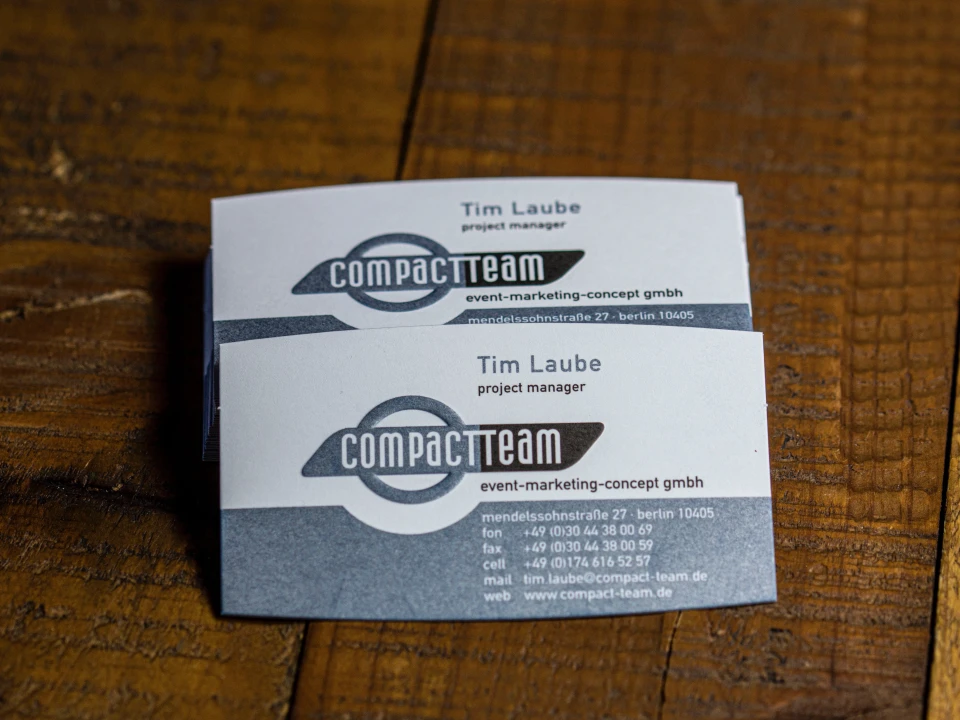 Tim Laube
project manager
compactTeam
event-marketing-concept gmbh
mendelssohnstraße 27 · berlin 10405
Tim Laube
project manager
compactTeam
event-marketing-concept gmbh
mendelssohnstraße 27 · berlin 10405
fon +49 (0)30 44 38 00 69
fax +49 (0)30 44 38 00 59
cell +49 (0)174 616 52 57
mail tim.laube@compact-team.de
web www.compact-team.de